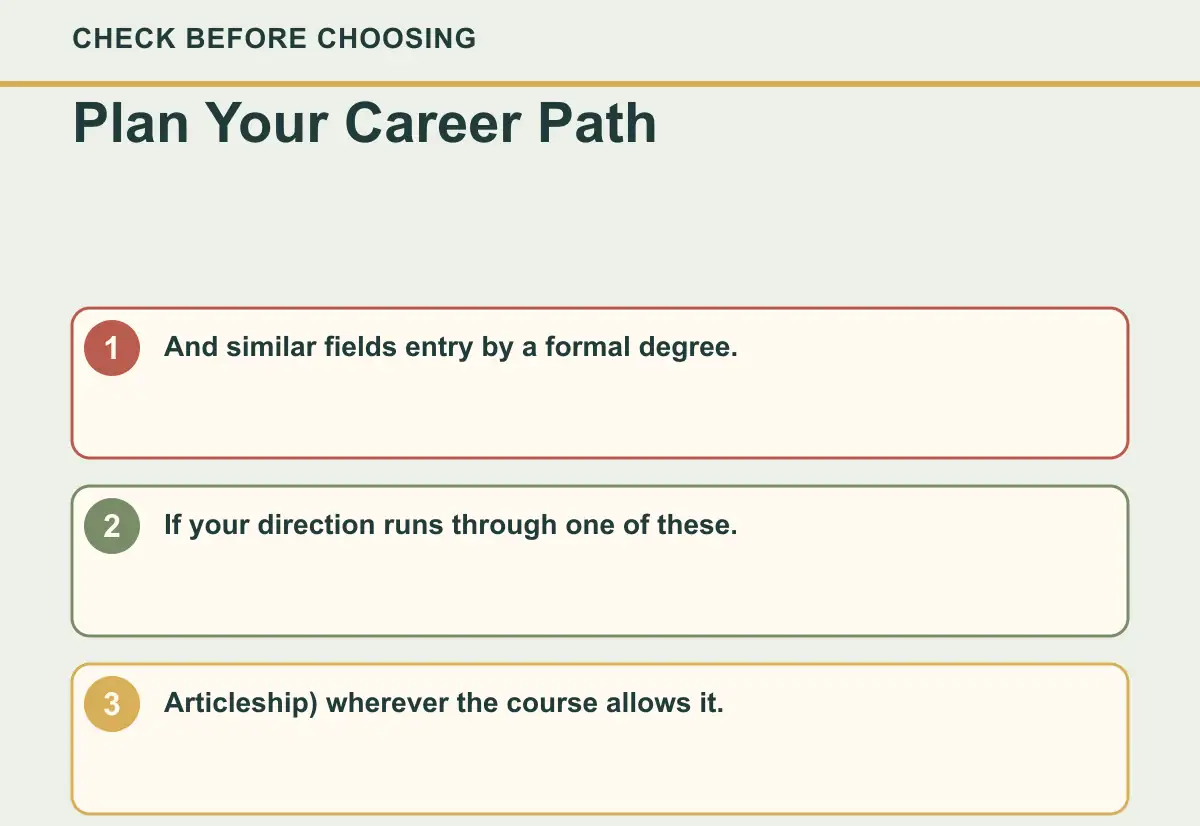 CHECK BEFORE CHOOSING
Plan Your Career Path
1
And similar fields entry by a formal degree.
2
If your direction runs through one of these.
3
Articleship) wherever the course allows it.